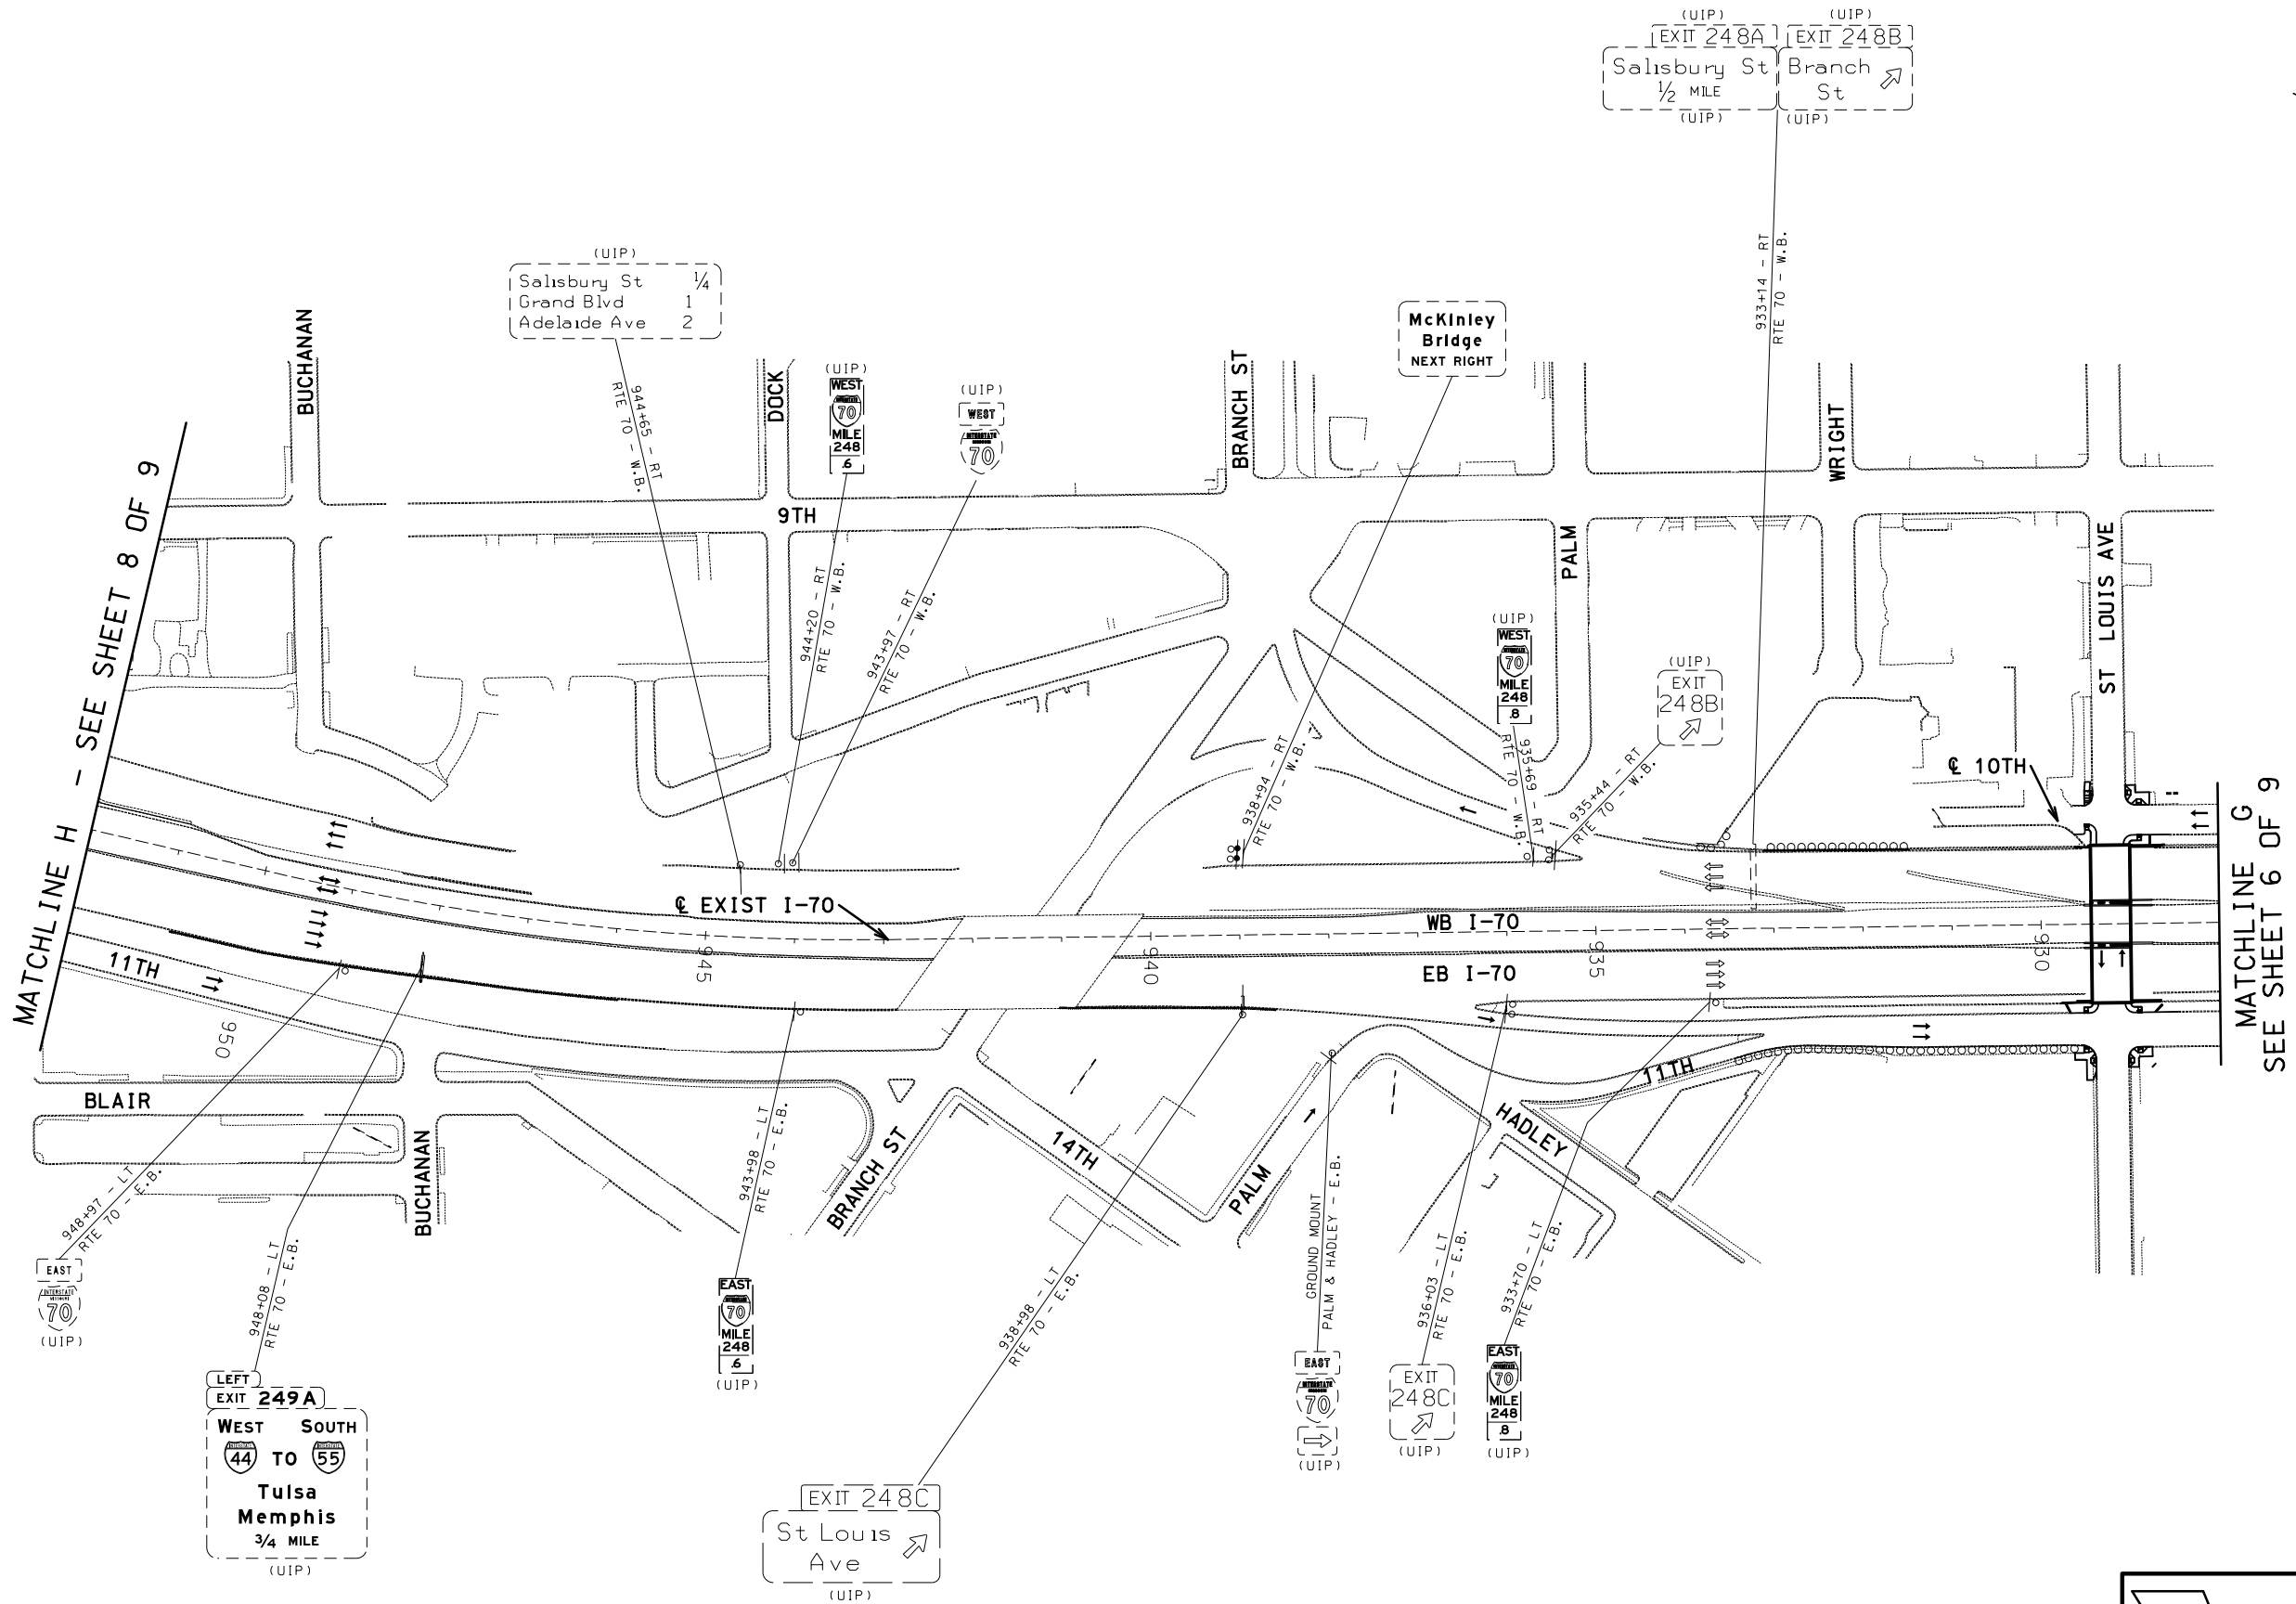 (UIP)
(UIP)
EXIT 248A
EXIT 248B
Salisbury St
1/2 MILE
Branch
St
(UIP)
(UIP)
933+14 - RT
RTE 70 - W.B.
(UIP)
Salisbury St 1/4
Grand Blvd 1
Adelaide Ave 2
944+65 - RT
RTE 70 - W.B.
BUCHANAN
DOCK
(UIP)
WEST
INTERSTATE
70
MILE
248
.6
944+20 - RT
RTE 70 - W.B.
(UIP)
WEST
INTERSTATE
70
943+97 - RT
RTE 70 - W.B.
BRANCH ST
McKinley
Bridge
NEXT RIGHT
938+94 - RT
RTE 70 - W.B.
WRIGHT
9TH
PALM
ST LOUIS AVE
(UIP)
WEST
INTERSTATE
70
MILE
248
.8
935+69 - RT
RTE 70 - W.B.
(UIP)
EXIT
248B
935+44 - RT
RTE 70 - W.B.
℄ 10TH
MATCHLINE H - SEE SHEET 8 OF 9
MATCHLINE G
SEE SHEET 6 OF 9
℄ EXIST I-70
WB I-70
EB I-70
950
945
940
935
930
11TH
11TH
BLAIR
BUCHANAN
BRANCH ST
14TH
PALM
HADLEY
948+97 - LT
RTE 70 - E.B.
EAST
INTERSTATE
MISSOURI
70
(UIP)
948+08 - LT
RTE 70 - E.B.
LEFT
EXIT 249A
WEST SOUTH
INTERSTATE INTERSTATE
44 TO 55
Tulsa
Memphis
3/4 MILE
(UIP)
943+98 - LT
RTE 70 - E.B.
EAST
INTERSTATE
70
MILE
248
.6
(UIP)
938+98 - LT
RTE 70 - E.B.
EXIT 248C
St Louis
Ave
(UIP)
GROUND MOUNT
PALM & HADLEY - E.B.
EAST
INTERSTATE
70
(UIP)
936+03 - LT
RTE 70 - E.B.
EXIT
248C
(UIP)
933+70 - LT
RTE 70 - E.B.
EAST
INTERSTATE
70
MILE
248
.8
(UIP)